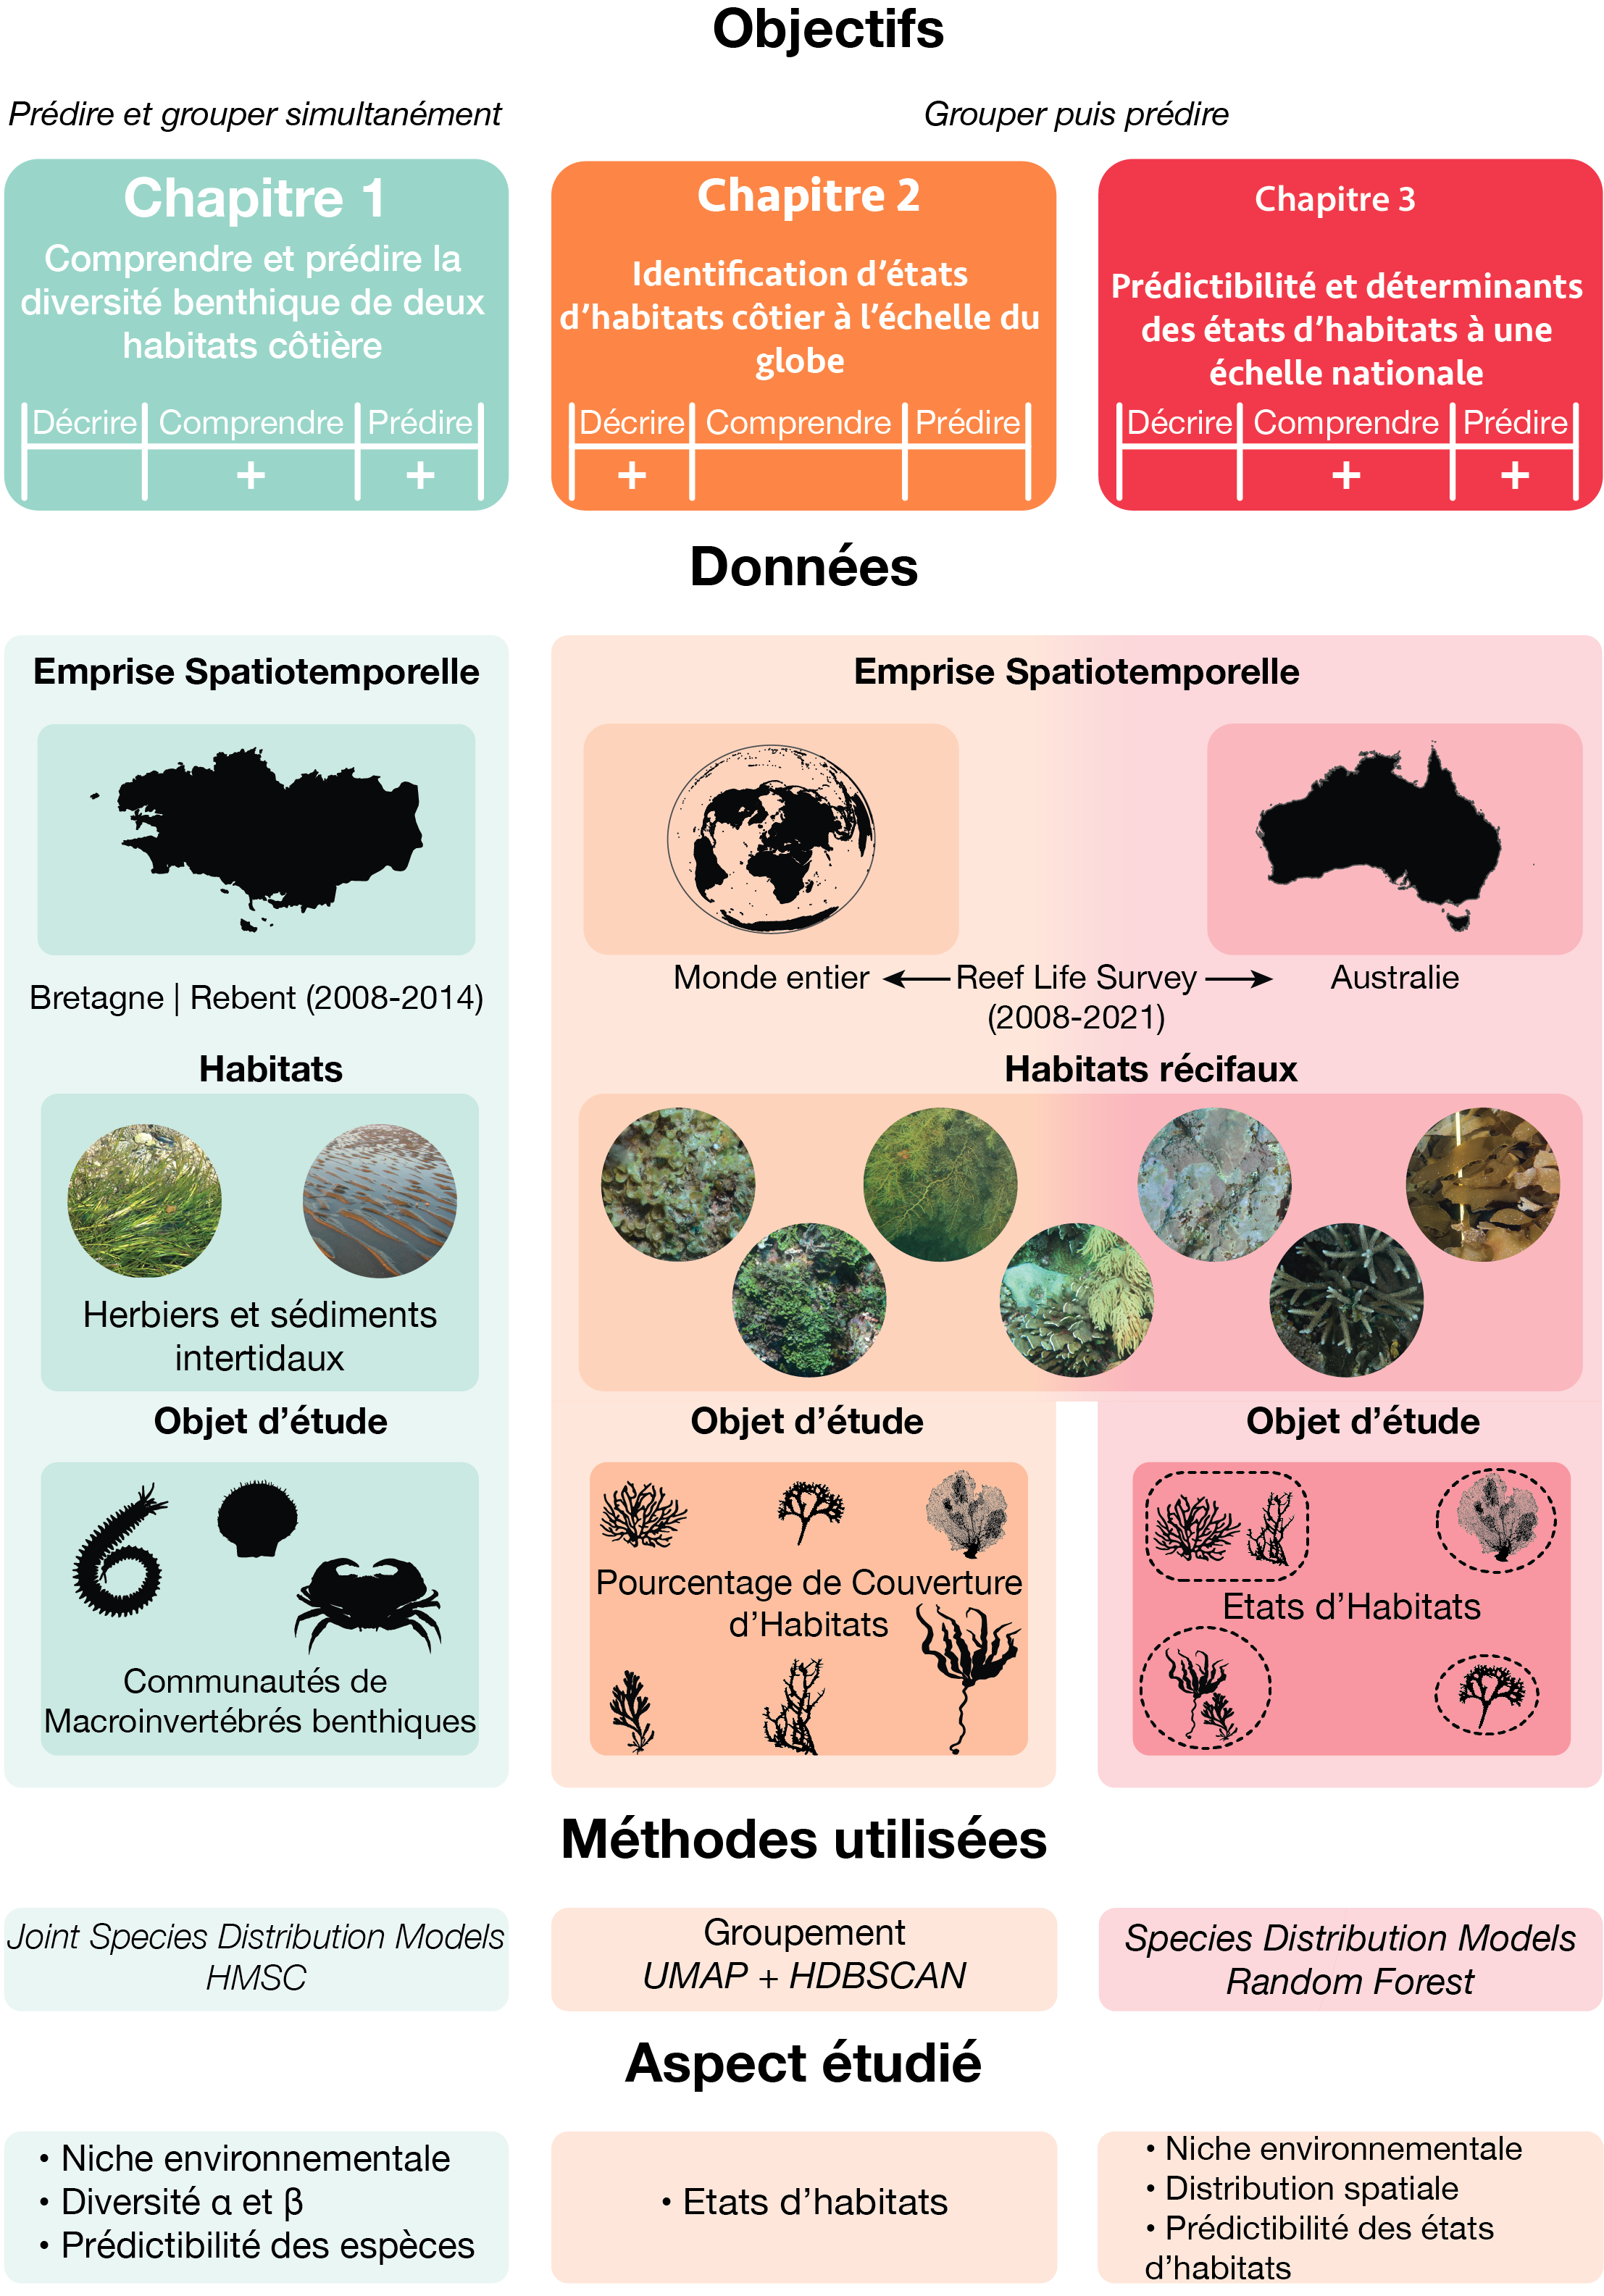 Objectifs
Prédire et grouper simultanément
Grouper puis prédire
Chapitre 1
Comprendre et prédire la
diversité benthique de deux
habitats côtière
Décrire Comprendre Prédire
+ +
Chapitre 2
Identification d'états
d'habitats côtier à l'échelle du
globe
Décrire Comprendre Prédire
+
Chapitre 3
Prédictibilité et déterminants
des états d'habitats à une
échelle nationale
Décrire Comprendre Prédire
+ +
Données
Emprise Spatiotemporelle
Bretagne | Rebent (2008-2014)
Habitats
Herbiers et sédiments
intertidaux
Objet d'étude
Communautés de
Macroinvertébrés benthiques
Emprise Spatiotemporelle
Monde entier Reef Life Survey Australie
(2008-2021)
Habitats récifaux
Objet d'étude
Pourcentage de Couverture
d'Habitats
Objet d'étude
Etats d'Habitats
Méthodes utilisées
Joint Species Distribution Models
HMSC
Groupement
UMAP + HDBSCAN
Species Distribution Models
Random Forest
Aspect étudié
• Niche environnementale
• Diversité α et β
• Prédictibilité des espèces
• Etats d'habitats
• Niche environnementale
• Distribution spatiale
• Prédictibilité des états
d'habitats